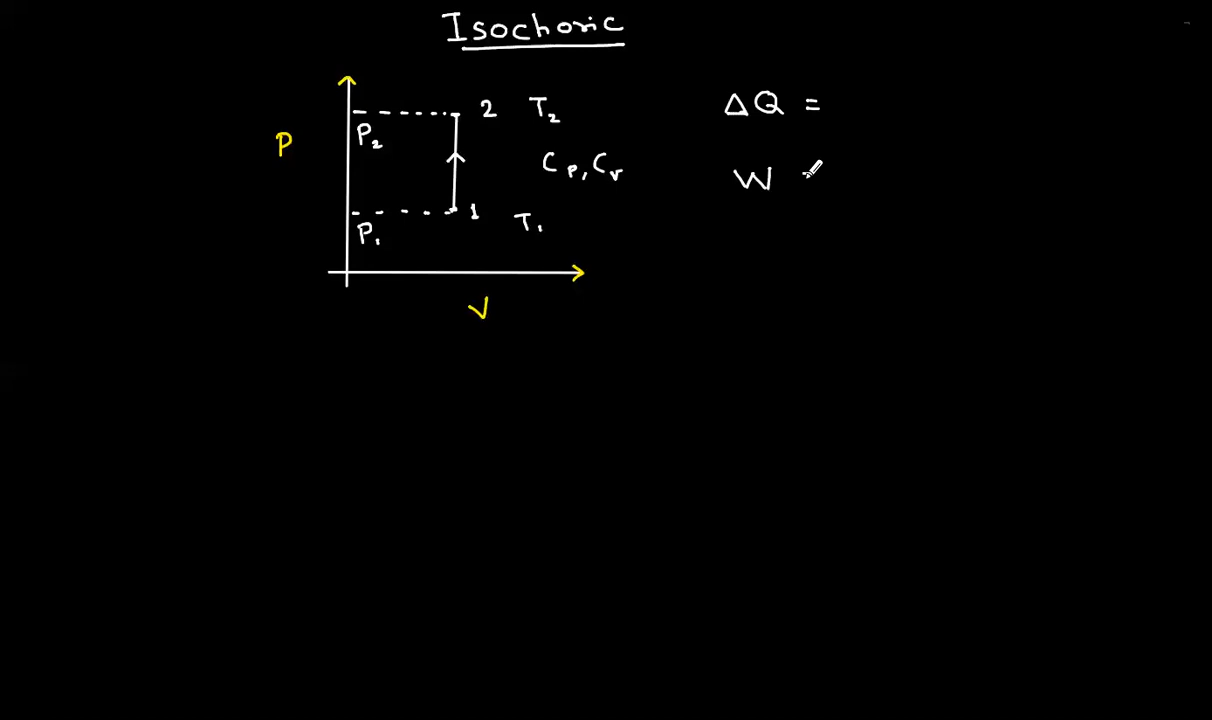 Isochoric
P
P₂
2 T₂
Cₚ, Cᵥ
P₁
1 T₁
V
ΔQ =
W